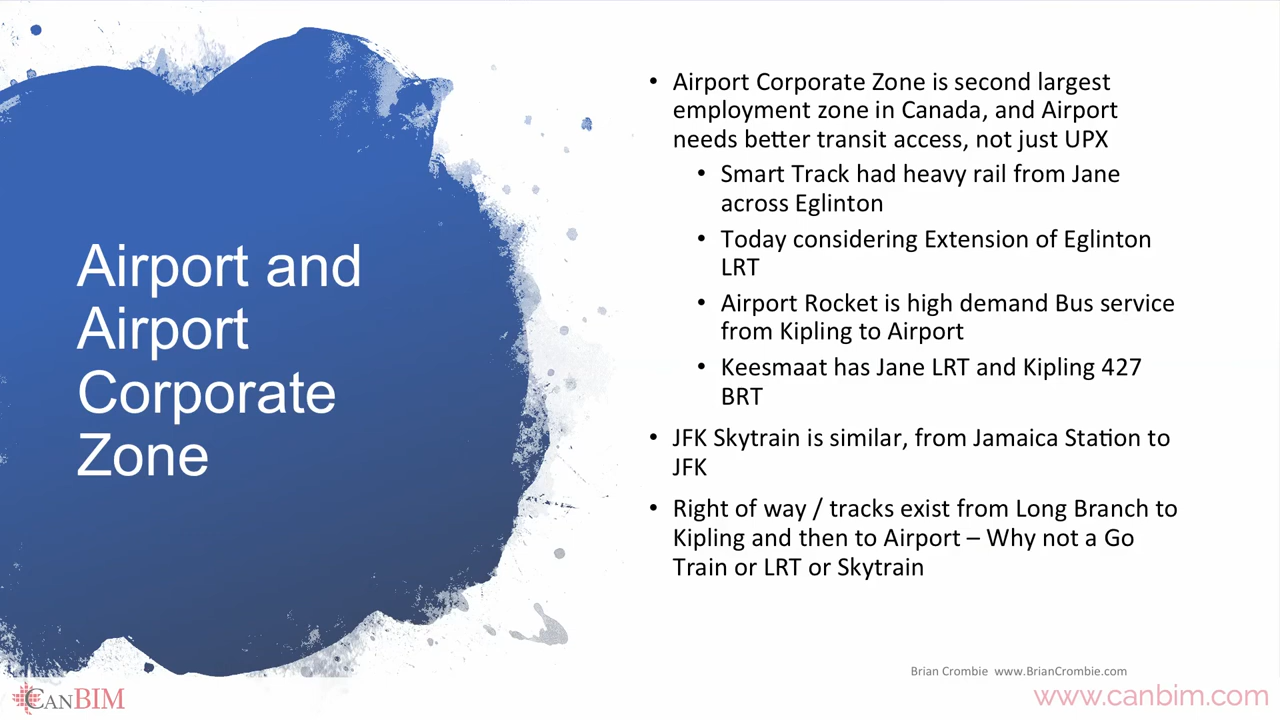 Airport and
Airport
Corporate
Zone
• Airport Corporate Zone is second largest
employment zone in Canada, and Airport
needs better transit access, not just UPX
• Smart Track had heavy rail from Jane
across Eglinton
• Today considering Extension of Eglinton
LRT
• Airport Rocket is high demand Bus service
from Kipling to Airport
• Keesmaat has Jane LRT and Kipling 427
BRT
• JFK Skytrain is similar, from Jamaica Station to
JFK
• Right of way / tracks exist from Long Branch to
Kipling and then to Airport – Why not a Go
Train or LRT or Skytrain
Brian Crombie www.BrianCrombie.com
CANBIM
www.canbim.com